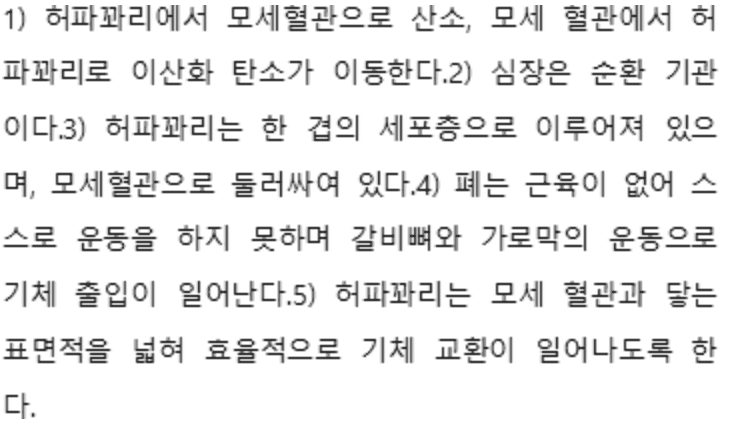 1) 허파꽈리에서 모세혈관으로 산소, 모세 혈관에서 허
파꽈리로 이산화 탄소가 이동한다.2) 심장은 순환 기관
이다.3) 허파꽈리는 한 겹의 세포층으로 이루어져 있으
며, 모세혈관으로 둘러싸여 있다.4) 폐는 근육이 없어 스
스로 운동을 하지 못하며 갈비뼈와 가로막의 운동으로
기체 출입이 일어난다.5) 허파꽈리는 모세 혈관과 닿는
표면적을 넓혀 효율적으로 기체 교환이 일어나도록 한
다.